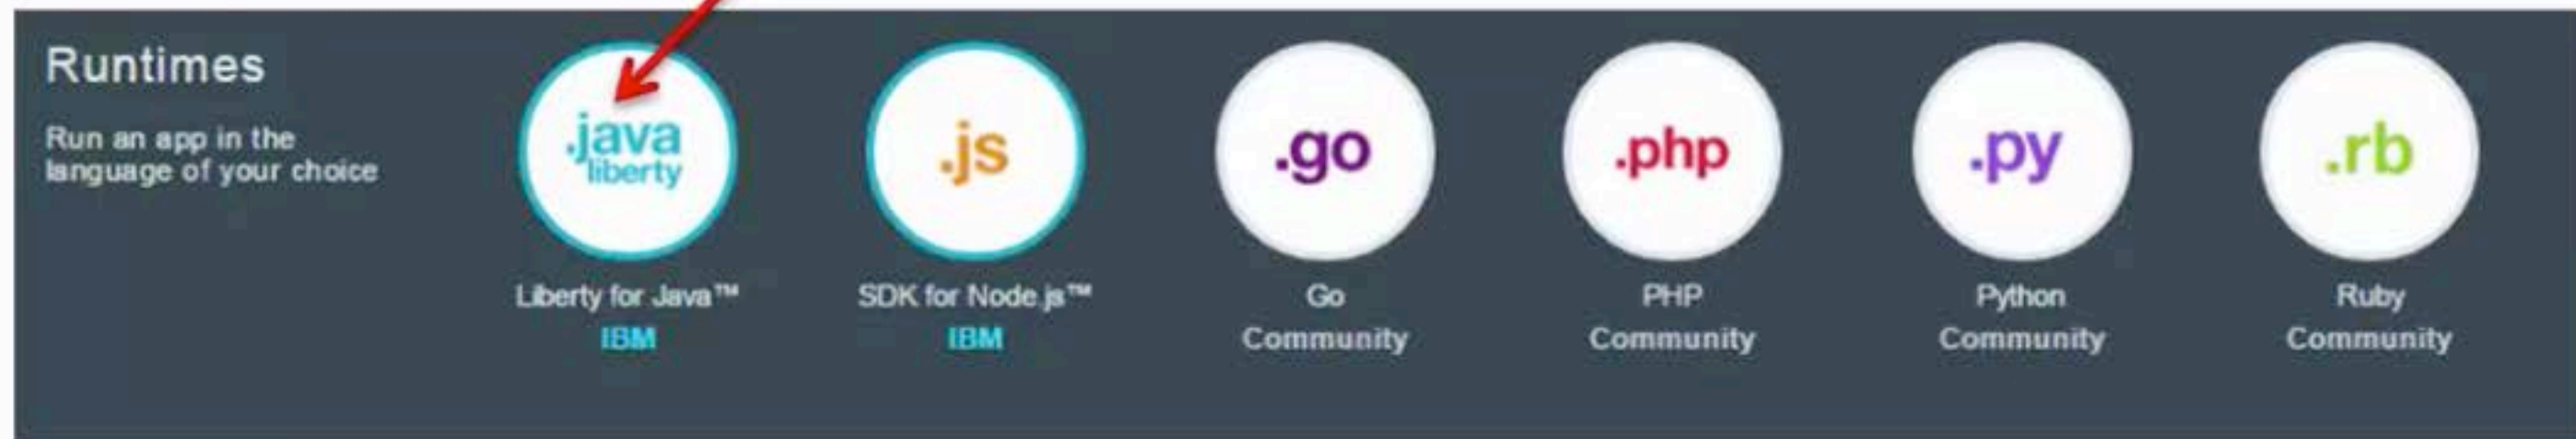 Runtimes
Run an app in the
language of your choice
.java
liberty
.js
.go
.php
.py
.rb
Liberty for Java™
IBM
SDK for Node.js™
IBM
Go
Community
PHP
Community
Python
Community
Ruby
Community